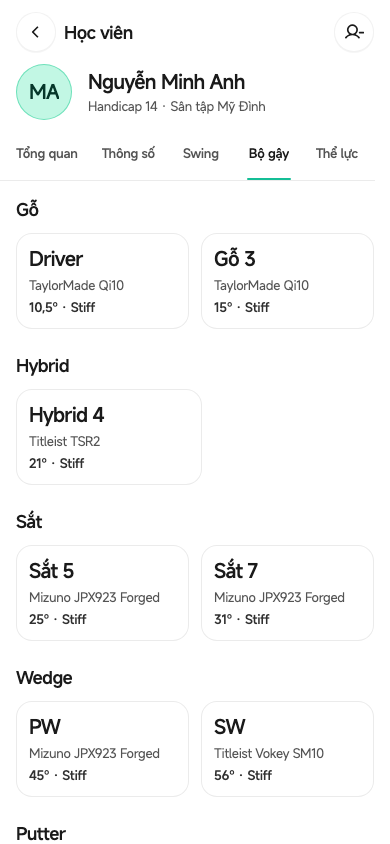 Học viên
MA
Nguyễn Minh Anh
Handicap 14 · Sân tập Mỹ Đình
Tổng quan
Thông số
Swing
Bộ gậy
Thể lực
Gỗ
Driver
TaylorMade Qi10
10,5° · Stiff
Gỗ 3
TaylorMade Qi10
15° · Stiff
Hybrid
Hybrid 4
Titleist TSR2
21° · Stiff
Sắt
Sắt 5
Mizuno JPX923 Forged
25° · Stiff
Sắt 7
Mizuno JPX923 Forged
31° · Stiff
Wedge
PW
Mizuno JPX923 Forged
45° · Stiff
SW
Titleist Vokey SM10
56° · Stiff
Putter